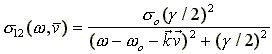 σ₁₂(ω,v̄) = σₒ(γ/2)² / ((ω − ωₒ − k⃗v⃗)² + (γ/2)²)